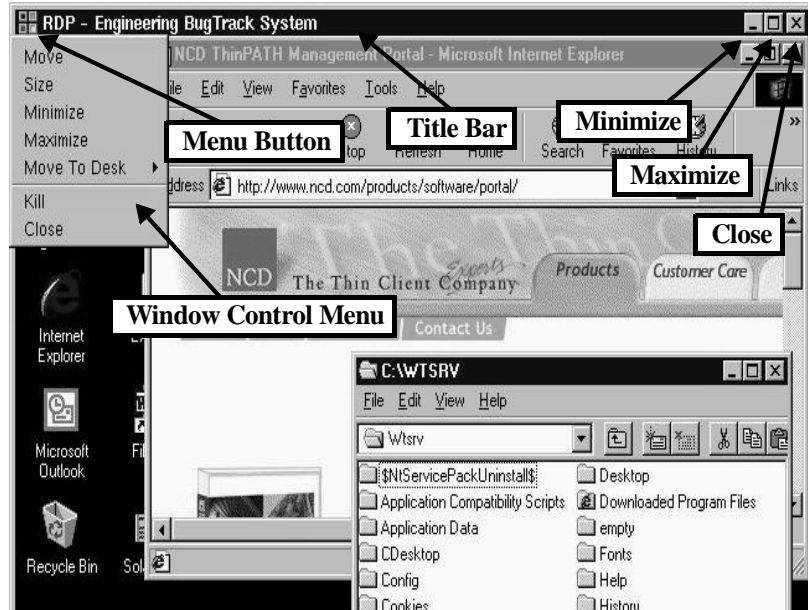 RDP - Engineering BugTrack System
Move
Size
Minimize
Maximize
Move To Desk
Kill
Close
NCD ThinPATH Management Portal - Microsoft Internet Explorer
Edit View Favorites Tools Help
Menu Button
Title Bar
Minimize
Maximize
Close
Refresh Home Search Favorites History
»
http://www.ncd.com/products/software/portal/
Links
The Thin C
NCD
The Thin Client Company
Experts
Products
Customer Care
Window Control Menu
Contact Us
Internet
Explorer
Microsoft
Outlook
Recycle Bin
C:\WTSRV
File Edit View Help
Wtsrv
$NtServicePackUninstall$
Application Compatibility Scripts
Application Data
CDesktop
Config
Cookies
Desktop
Downloaded Program Files
empty
Fonts
Help
History